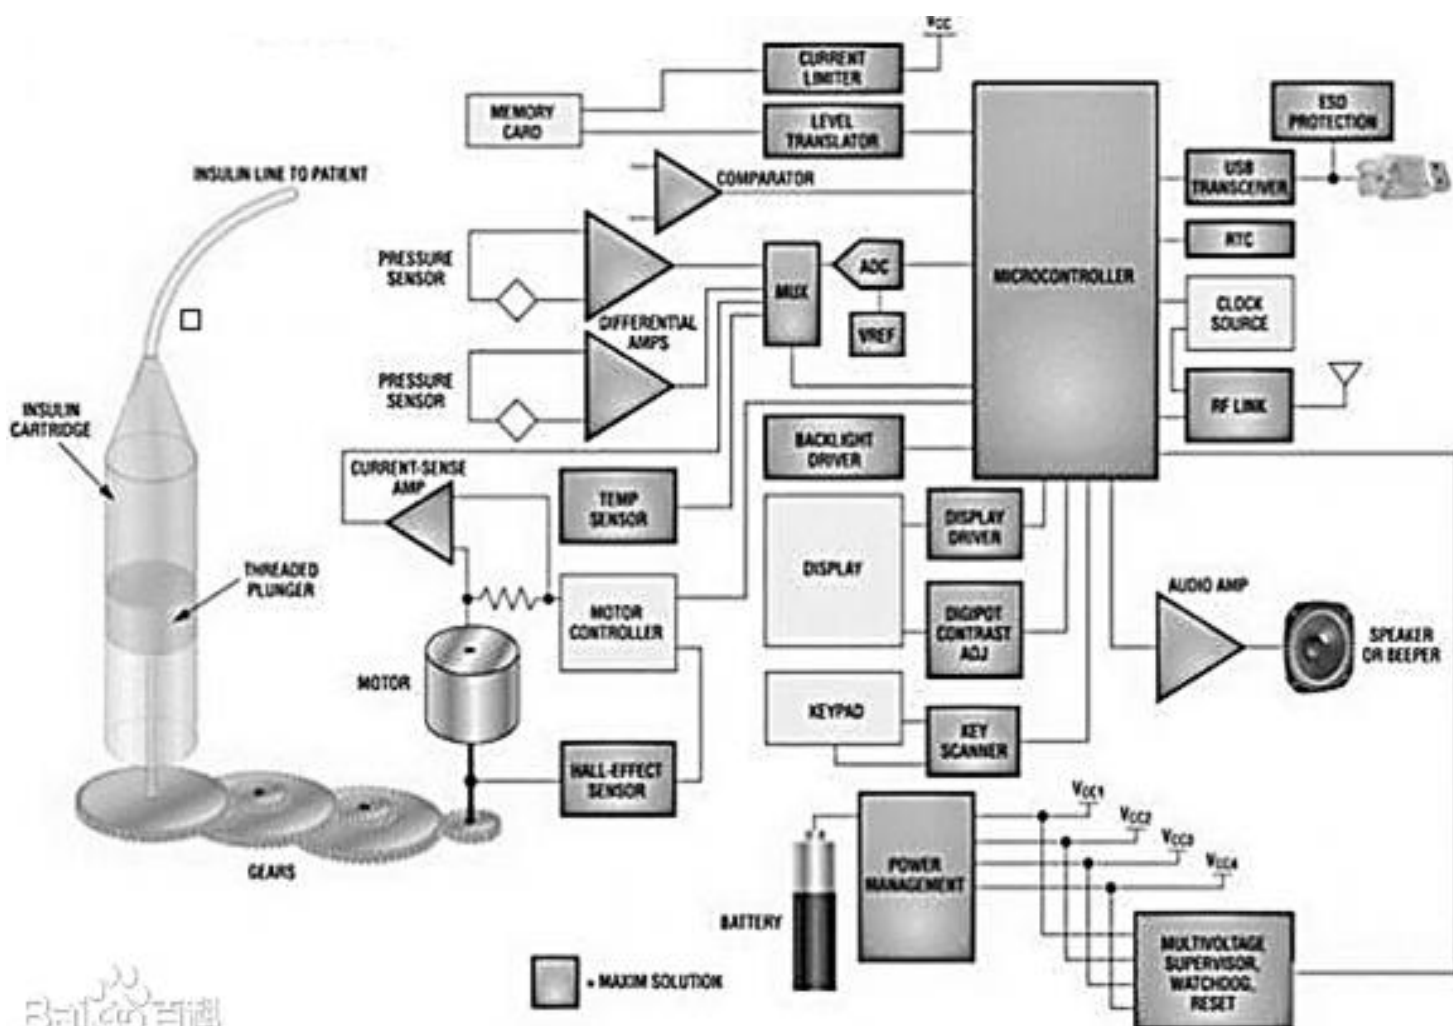 VCC
CURRENT
LIMITER
MEMORY
CARD
LEVEL
TRANSLATOR
ESD
PROTECTION
INSULIN LINE TO PATIENT
COMPARATOR
USB
TRANSCEIVER
PRESSURE
SENSOR
MUX
ADC
MICROCONTROLLER
RTC
DIFFERENTIAL
AMPS
VREF
CLOCK
SOURCE
PRESSURE
SENSOR
RF LINK
INSULIN
CARTRIDGE
BACKLIGHT
DRIVER
CURRENT-SENSE
AMP
TEMP
SENSOR
DISPLAY
DRIVER
DISPLAY
THREADED
PLUNGER
MOTOR
CONTROLLER
DIGIPOT
CONTRAST
ADJ
AUDIO AMP
SPEAKER
OR BEEPER
MOTOR
KEYPAD
KEY
SCANNER
HALL-EFFECT
SENSOR
VCC1
VCC2
VCC3
VCC4
GEARS
POWER
MANAGEMENT
BATTERY
MULTIVOLTAGE
SUPERVISOR,
WATCHDOG,
RESET
= MAXIM SOLUTION
Bai 百科